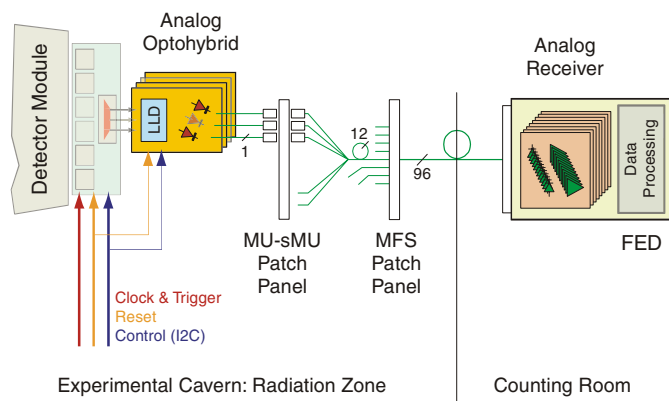 Analog
Optohybrid
Detector Module
LLD
1
12
96
Analog
Receiver
Data
Processing
FED
MU-sMU
Patch
Panel
MFS
Patch
Panel
Clock & Trigger
Reset
Control (I2C)
Experimental Cavern: Radiation Zone
Counting Room